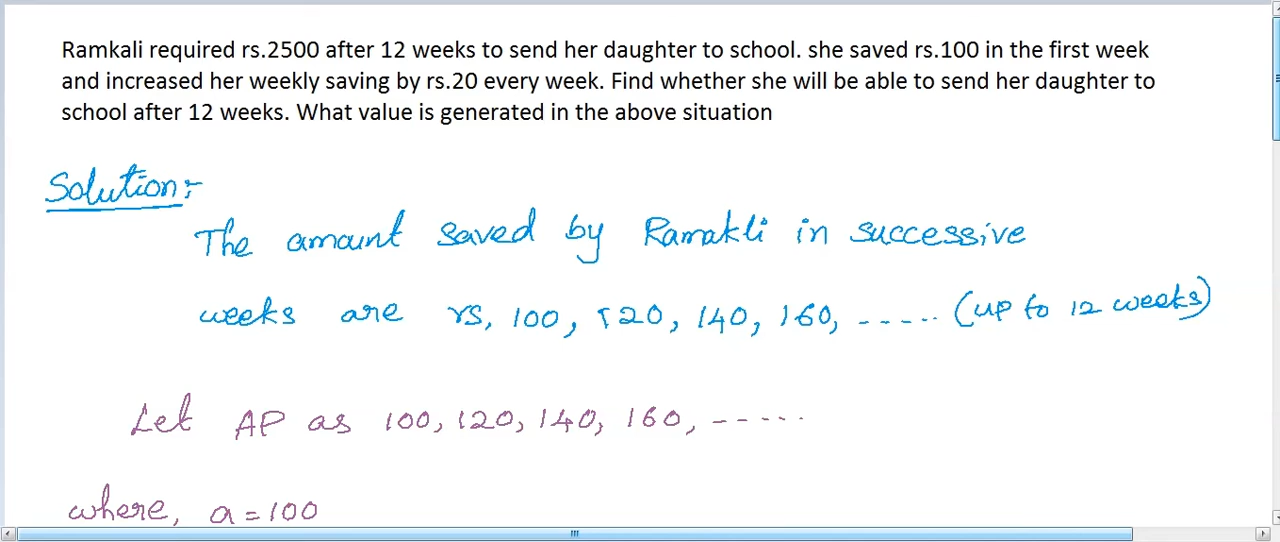 Ramkali required rs.2500 after 12 weeks to send her daughter to school. she saved rs.100 in the first week
and increased her weekly saving by rs.20 every week. Find whether she will be able to send her daughter to
school after 12 weeks. What value is generated in the above situation
Solution:-
The amount saved by Ramakli in successive
weeks are rs, 100, 120, 140, 160, ..... (up to 12 weeks)
Let AP as 100, 120, 140, 160, -----
where, a = 100